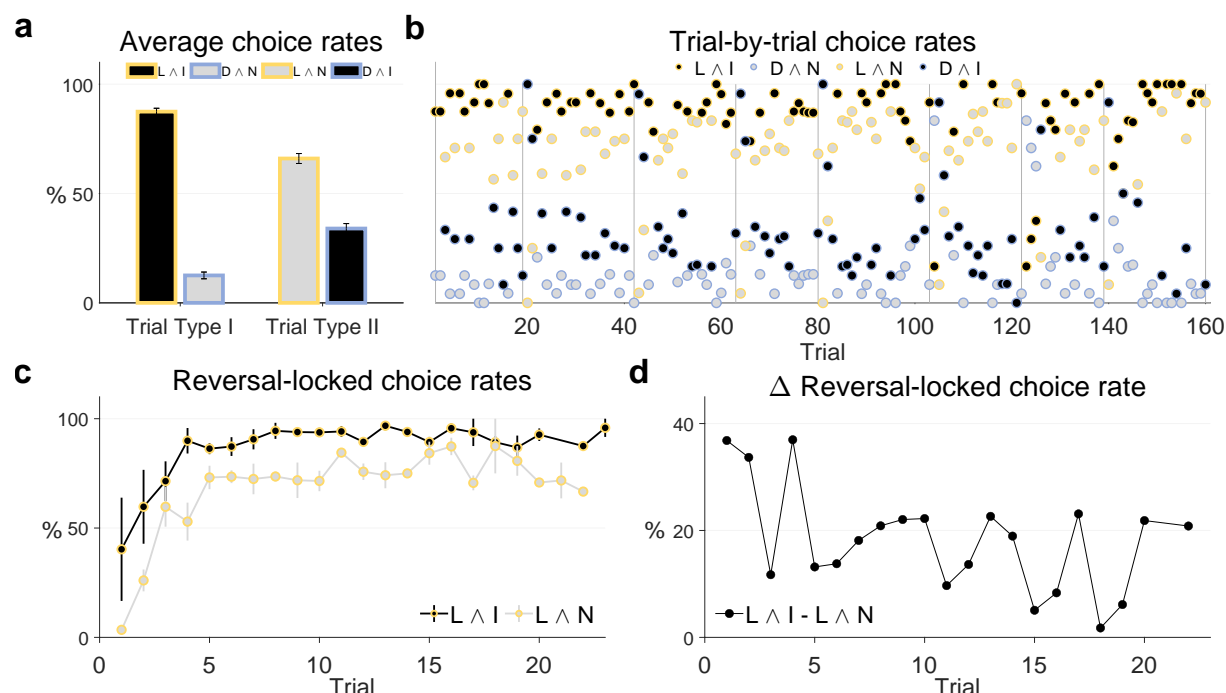 a
Average choice rates
L ∧ I D ∧ N L ∧ N D ∧ I
100
%
50
0
Trial Type I Trial Type II
b
Trial-by-trial choice rates
L ∧ I D ∧ N L ∧ N D ∧ I
20 40 60 80 100 120 140 160
Trial
c
Reversal-locked choice rates
100
%
50
0
L ∧ I L ∧ N
0 5 10 15 20
Trial
d
Δ Reversal-locked choice rate
40
%
20
0
L ∧ I - L ∧ N
0 5 10 15 20
Trial